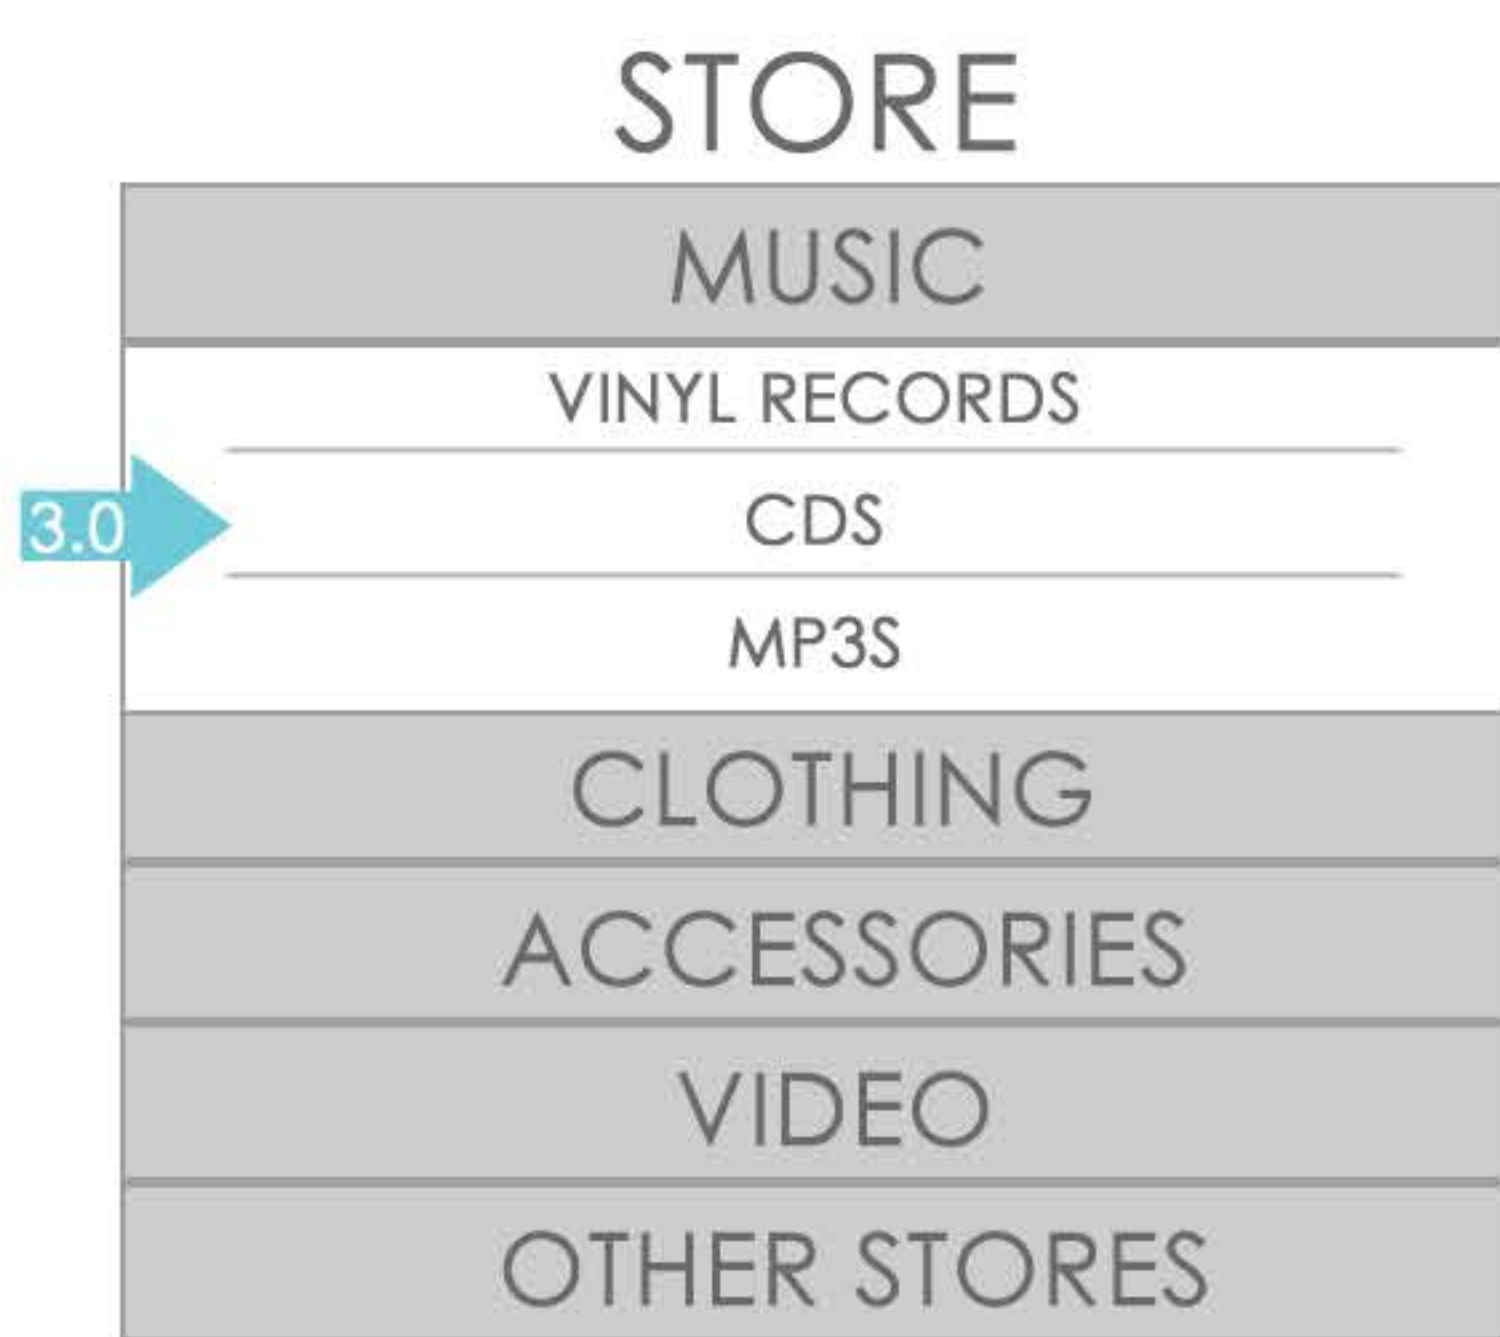 STORE
MUSIC
VINYL RECORDS
3.0
CDS
MP3S
CLOTHING
ACCESSORIES
VIDEO
OTHER STORES